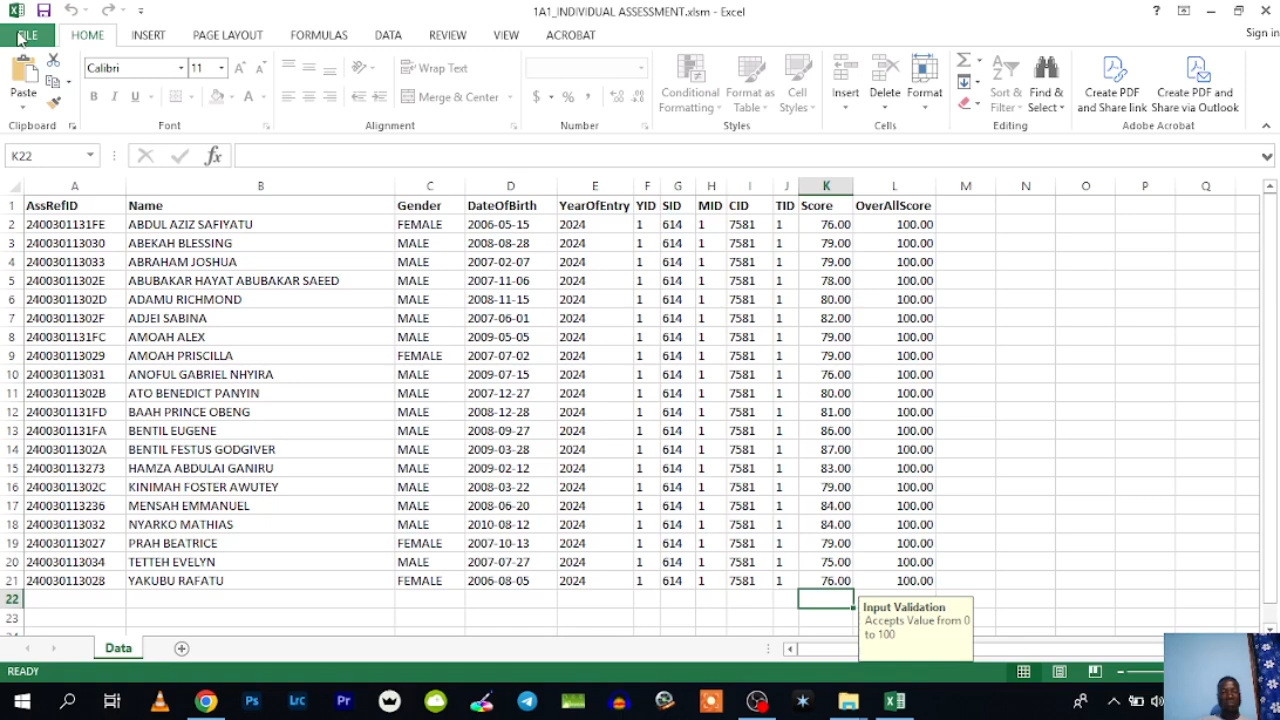 1A1_INDIVIDUAL ASSESSMENT.xlsm - Excel
FILE HOME INSERT PAGE LAYOUT FORMULAS DATA REVIEW VIEW ACROBAT Sign in
Calibri 11 Wrap Text
Paste B I U A Merge & Center $ % Conditional Formatting Format as Table Cell Styles Insert Delete Format Sort & Filter Find & Select Create PDF and Share link Create PDF and Share via Outlook
Clipboard Font Alignment Number Styles Cells Editing Adobe Acrobat
K22 fx
A B C D E F G H I J K L M N O P Q
1 AssRefID Name Gender DateOfBirth YearOfEntry YID SID MID CID TID Score OverAllScore
2 2400301131FE ABDUL AZIZ SAFIYATU FEMALE 2006-05-15 2024 1 614 1 7581 1 76.00 100.00
3 240030113030 ABEKAH BLESSING MALE 2008-08-28 2024 1 614 1 7581 1 79.00 100.00
4 240030113033 ABRAHAM JOSHUA MALE 2007-02-07 2024 1 614 1 7581 1 79.00 100.00
5 24003011302E ABUBAKAR HAYAT ABUBAKAR SAEED MALE 2007-11-06 2024 1 614 1 7581 1 78.00 100.00
6 24003011302D ADAMU RICHMOND MALE 2008-11-15 2024 1 614 1 7581 1 80.00 100.00
7 24003011302F ADJEI SABINA MALE 2007-06-01 2024 1 614 1 7581 1 82.00 100.00
8 2400301131FC AMOAH ALEX MALE 2009-05-05 2024 1 614 1 7581 1 79.00 100.00
9 240030113029 AMOAH PRISCILLA FEMALE 2007-07-02 2024 1 614 1 7581 1 79.00 100.00
10 240030113031 ANOFUL GABRIEL NHYIRA MALE 2009-07-15 2024 1 614 1 7581 1 76.00 100.00
11 24003011302B ATO BENEDICT PANYIN MALE 2007-12-27 2024 1 614 1 7581 1 80.00 100.00
12 2400301131FD BAAH PRINCE OBENG MALE 2008-12-28 2024 1 614 1 7581 1 81.00 100.00
13 2400301131FA BENTIL EUGENE MALE 2008-09-27 2024 1 614 1 7581 1 86.00 100.00
14 24003011302A BENTIL FESTUS GODGIVER MALE 2009-03-28 2024 1 614 1 7581 1 87.00 100.00
15 240030113273 HAMZA ABDULAI GANIRU MALE 2009-02-12 2024 1 614 1 7581 1 83.00 100.00
16 24003011302C KINIMAH FOSTER AWUTEY MALE 2008-03-22 2024 1 614 1 7581 1 79.00 100.00
17 240030113236 MENSAH EMMANUEL MALE 2008-06-20 2024 1 614 1 7581 1 84.00 100.00
18 240030113032 NYARKO MATHIAS MALE 2010-08-12 2024 1 614 1 7581 1 84.00 100.00
19 240030113027 PRAH BEATRICE FEMALE 2007-10-13 2024 1 614 1 7581 1 79.00 100.00
20 240030113034 TETTEH EVELYN MALE 2007-07-27 2024 1 614 1 7581 1 75.00 100.00
21 240030113028 YAKUBU RAFATU FEMALE 2006-08-05 2024 1 614 1 7581 1 76.00 100.00
22
Input Validation
23
Accepts Value from 0
to 100
Data
READY
Ps Lrc Pr